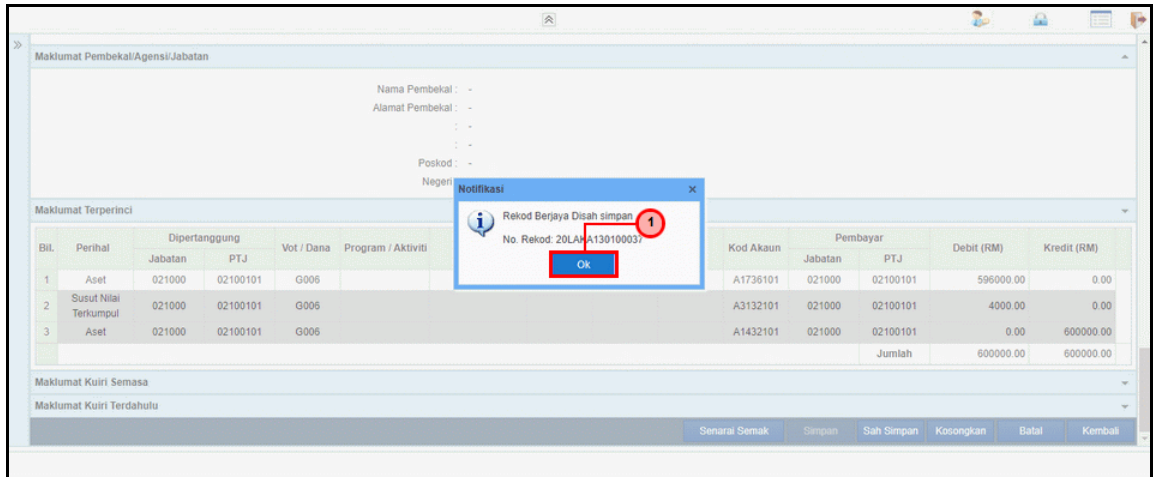 Maklumat Pembekal/Agensi/Jabatan
Nama Pembekal : -
Alamat Pembekal : -
: -
: -
Poskod : -
Negeri
Notifikasi ×
Rekod Berjaya Disah simpan
No. Rekod: 20LAKA130100037
1
Ok
Maklumat Terperinci
Bil. Perihal Dipertanggung Vot / Dana Program / Aktiviti Kod Akaun Pembayar Debit (RM) Kredit (RM)
Jabatan PTJ Jabatan PTJ
1 Aset 021000 02100101 G006 A1736101 021000 02100101 596000.00 0.00
2 Susut Nilai Terkumpul 021000 02100101 G006 A3132101 021000 02100101 4000.00 0.00
3 Aset 021000 02100101 G006 A1432101 021000 02100101 0.00 600000.00
Jumlah 600000.00 600000.00
Maklumat Kuiri Semasa
Maklumat Kuiri Terdahulu
Senarai Semak Simpan Sah Simpan Kosongkan Batal Kembali